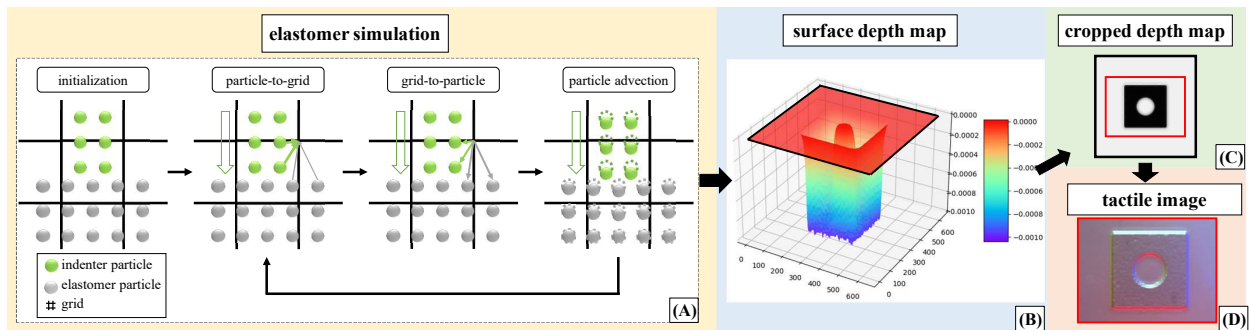 elastomer simulation
initialization
particle-to-grid
grid-to-particle
particle advection
indenter particle
elastomer particle
grid
(A)
surface depth map
0.0000
−0.0002
−0.0004
−0.0006
−0.0008
−0.0010
0
100
200
300
400
500
600
0
100
200
300
400
500
600
0.0000
−0.0002
−0.0004
−0.0006
−0.0008
−0.0010
(B)
cropped depth map
(C)
tactile image
(D)